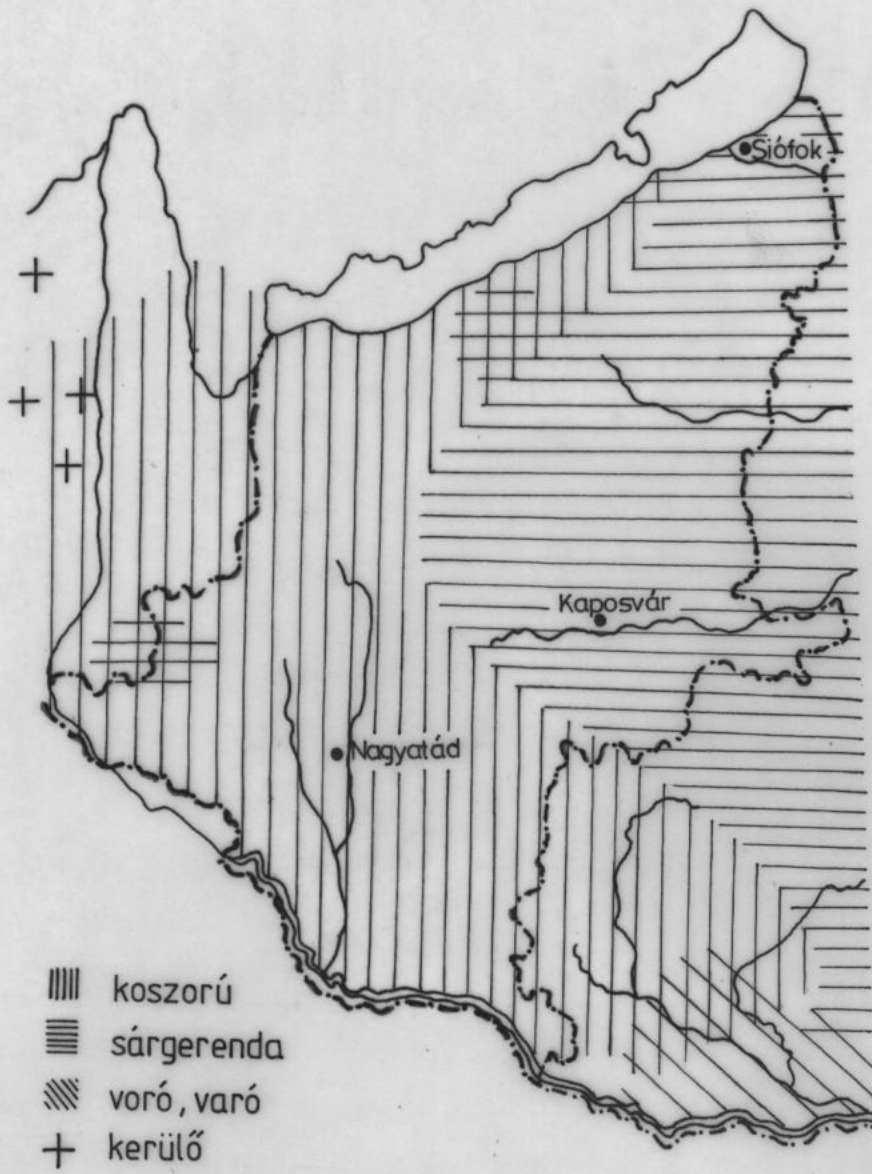 Siófok
Kaposvár
Nagyatád
koszorú
sárgerenda
voró, varó
kerülő